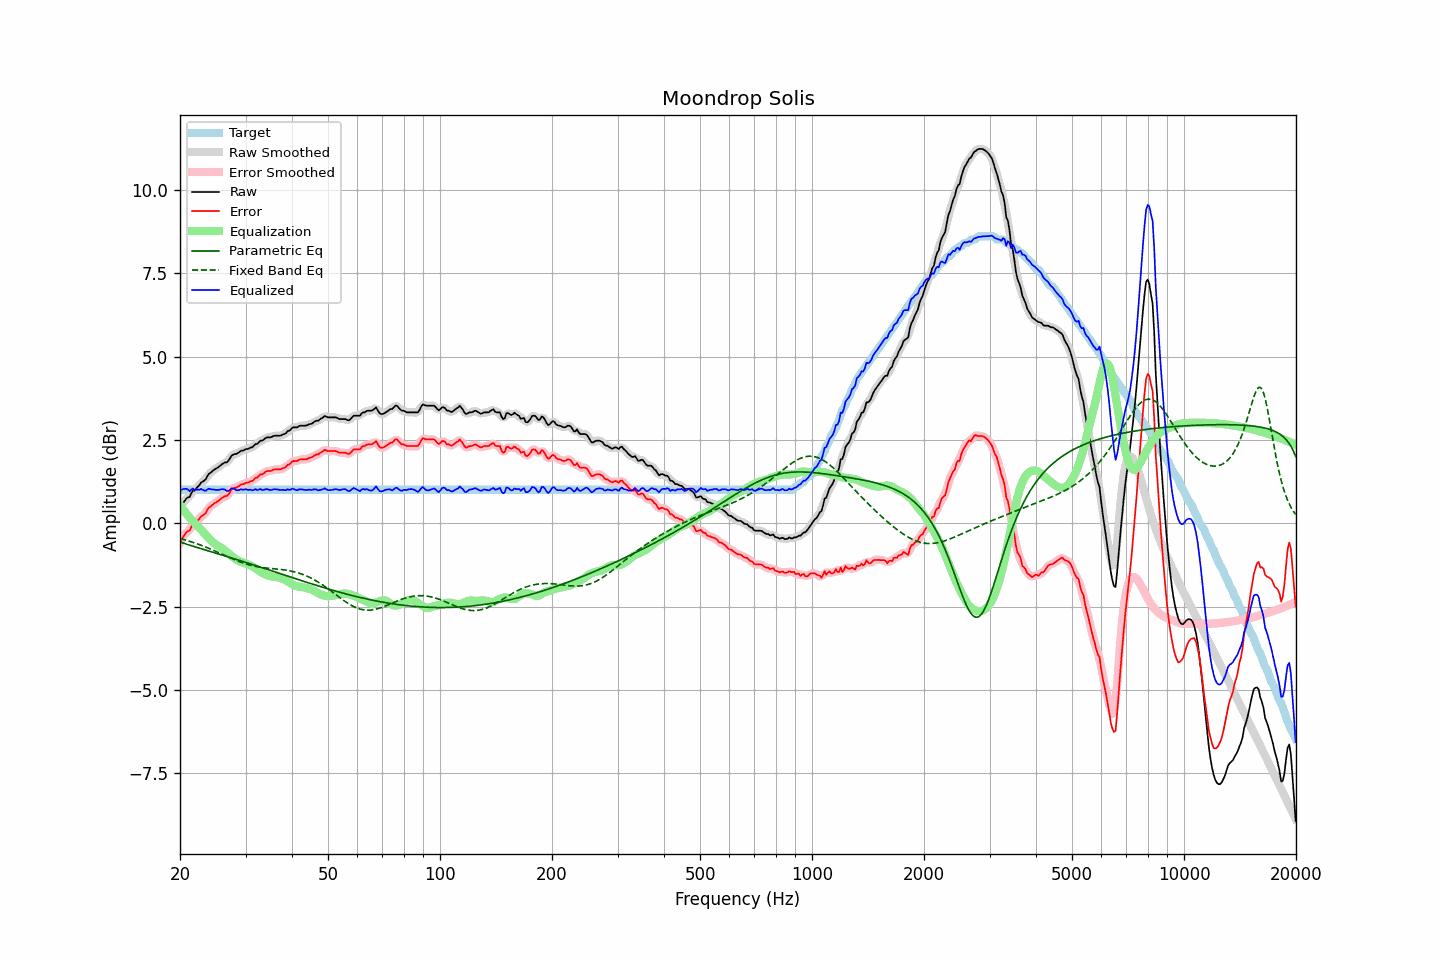 Moondrop Solis
Target
Raw Smoothed
Error Smoothed
Raw
Error
Equalization
Parametric Eq
Fixed Band Eq
Equalized
Amplitude (dBr)
10.0
7.5
5.0
2.5
0.0
−2.5
−5.0
−7.5
20 50 100 200 500 1000 2000 5000 10000 20000
Frequency (Hz)